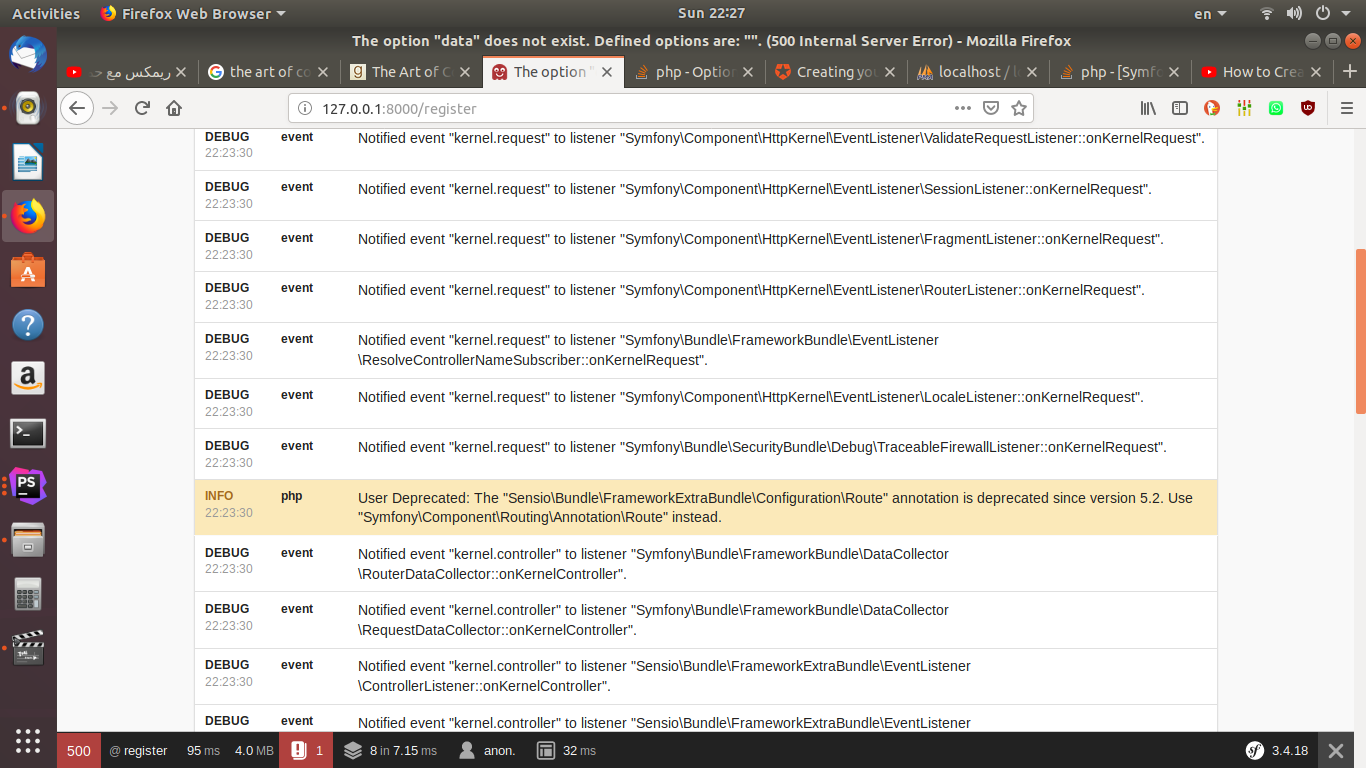 Activities
Firefox Web Browser
Sun 22:27
en
The option "data" does not exist. Defined options are: "". (500 Internal Server Error) - Mozilla Firefox
ريمكس مع
the art of co
The Art of C
The option "
php - Option
Creating you
localhost / l
php - [Symfo
How to Crea
127.0.0.1:8000/register
DEBUG event Notified event "kernel.request" to listener "Symfony\Component\HttpKernel\EventListener\ValidateRequestListener::onKernelRequest".
22:23:30
DEBUG event Notified event "kernel.request" to listener "Symfony\Component\HttpKernel\EventListener\SessionListener::onKernelRequest".
22:23:30
DEBUG event Notified event "kernel.request" to listener "Symfony\Component\HttpKernel\EventListener\FragmentListener::onKernelRequest".
22:23:30
DEBUG event Notified event "kernel.request" to listener "Symfony\Component\HttpKernel\EventListener\RouterListener::onKernelRequest".
22:23:30
DEBUG event Notified event "kernel.request" to listener "Symfony\Bundle\FrameworkBundle\EventListener
22:23:30 \ResolveControllerNameSubscriber::onKernelRequest".
DEBUG event Notified event "kernel.request" to listener "Symfony\Component\HttpKernel\EventListener\LocaleListener::onKernelRequest".
22:23:30
DEBUG event Notified event "kernel.request" to listener "Symfony\Bundle\SecurityBundle\Debug\TraceableFirewallListener::onKernelRequest".
22:23:30
INFO php User Deprecated: The "Sensio\Bundle\FrameworkExtraBundle\Configuration\Route" annotation is deprecated since version 5.2. Use
22:23:30 "Symfony\Component\Routing\Annotation\Route" instead.
DEBUG event Notified event "kernel.controller" to listener "Symfony\Bundle\FrameworkBundle\DataCollector
22:23:30 \RouterDataCollector::onKernelController".
DEBUG event Notified event "kernel.controller" to listener "Symfony\Bundle\FrameworkBundle\DataCollector
22:23:30 \RequestDataCollector::onKernelController".
DEBUG event Notified event "kernel.controller" to listener "Sensio\Bundle\FrameworkExtraBundle\EventListener
22:23:30 \ControllerListener::onKernelController".
DEBUG event Notified event "kernel.controller" to listener "Sensio\Bundle\FrameworkExtraBundle\EventListener
500 @ register 95 ms 4.0 MB 1 8 in 7.15 ms anon. 32 ms sf 3.4.18